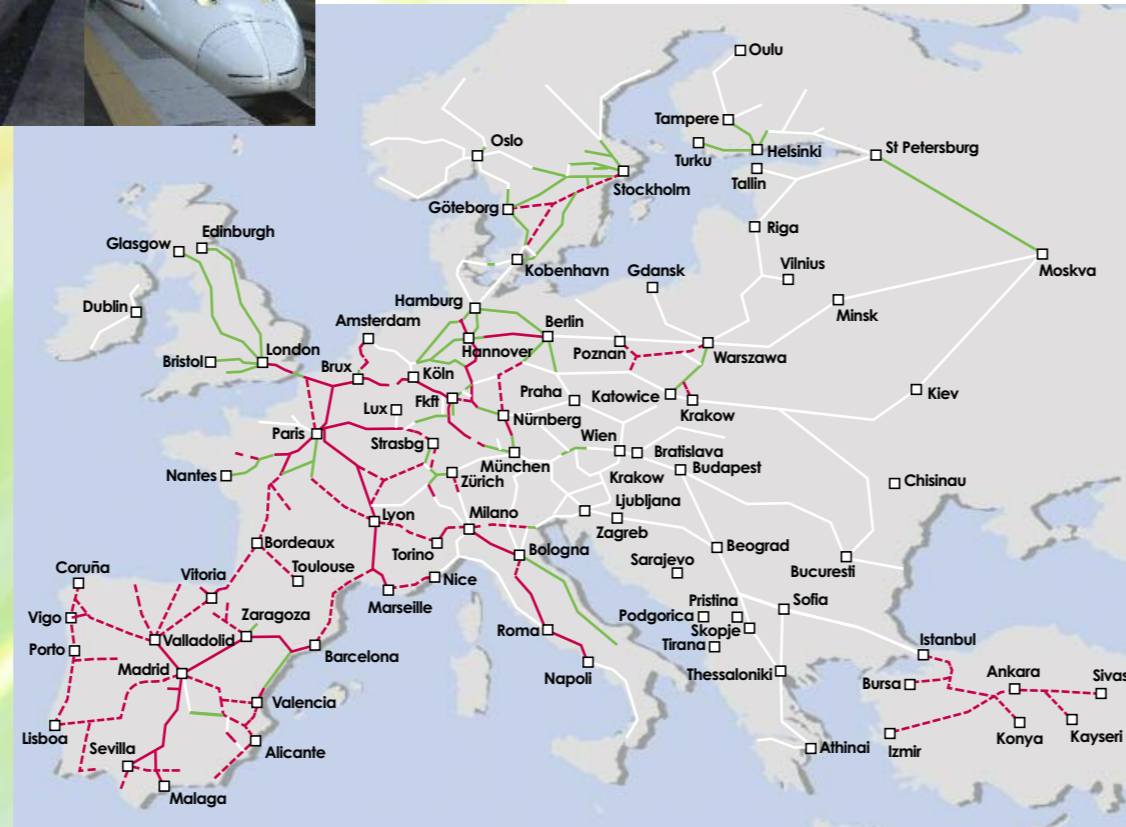 Oulu
Tampere
Turku
Helsinki
St Petersburg
Tallin
Oslo
Stockholm
Göteborg
Riga
Glasgow
Edinburgh
Vilnius
Moskva
Kobenhavn
Gdansk
Dublin
Hamburg
Minsk
Amsterdam
Berlin
Bristol
London
Hannover
Poznan
Warszawa
Brux
Köln
Praha
Katowice
Kiev
Fkft
Lux
Krakow
Nürnberg
Paris
Strasbg
Wien
Bratislava
München
Budapest
Nantes
Zürich
Krakow
Chisinau
Ljubljana
Lyon
Milano
Zagreb
Bordeaux
Torino
Bologna
Beograd
Sarajevo
Bucuresti
Coruña
Vitoria
Toulouse
Nice
Marseille
Zaragoza
Pristina
Sofia
Vigo
Podgorica
Skopje
Roma
Valladolid
Istanbul
Porto
Barcelona
Tirana
Madrid
Napoli
Thessaloniki
Bursa
Ankara
Sivas
Valencia
Lisboa
Konya
Kayseri
Sevilla
Alicante
Athinai
Izmir
Malaga